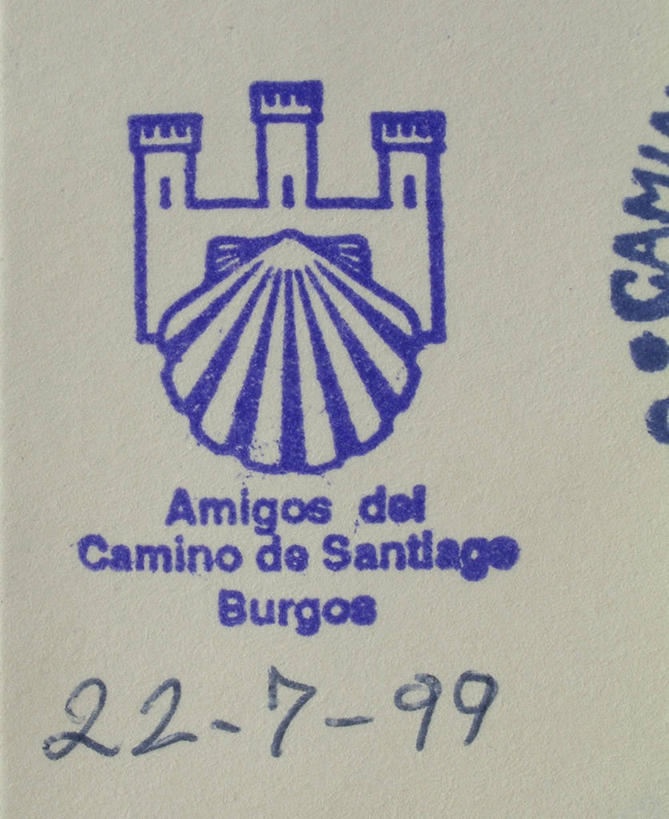 Amigos del
Camino de Santiago
Burgos
22-7-99